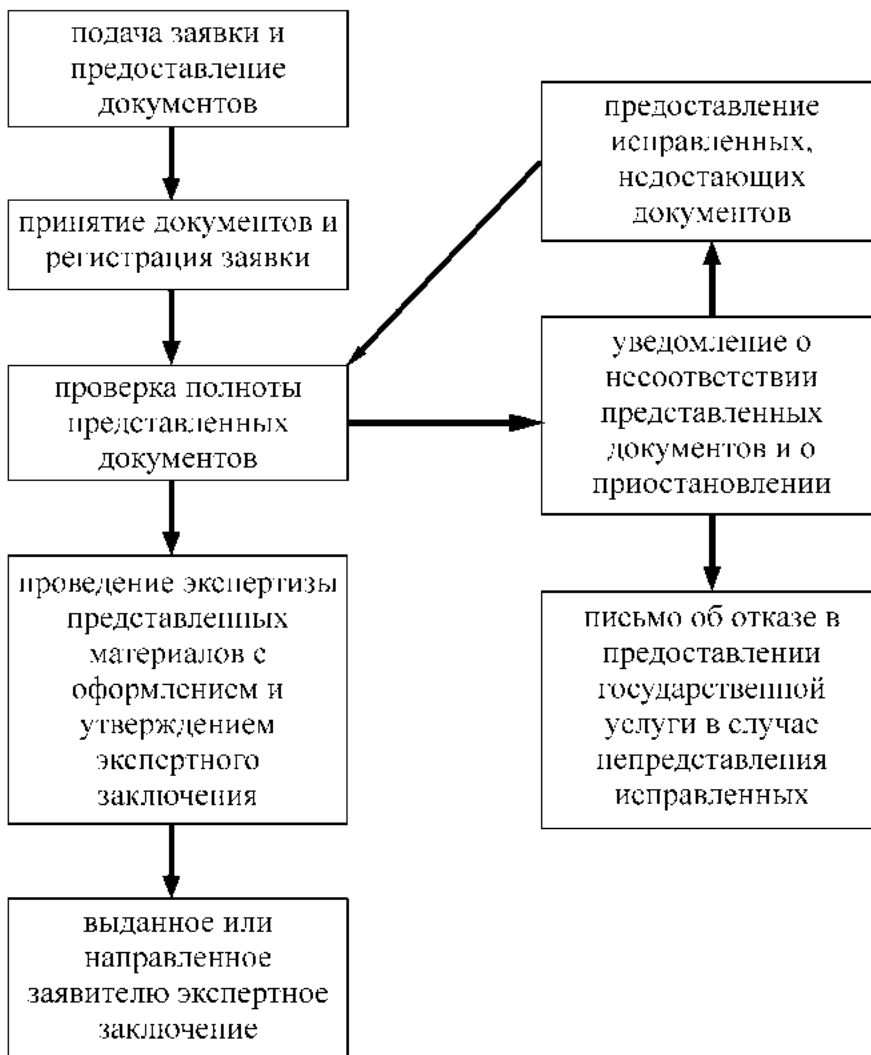 подача заявки и
предоставление
документов
принятие документов и
регистрация заявки
проверка полноты
представленных
документов
проведение экспертизы
представленных
материалов с
оформлением и
утверждением
экспертного
заключения
выданное или
направленное
заявителю экспертное
заключение
предоставление
исправленных,
недостающих
документов
уведомление о
несоответствии
представленных
документов и о
приостановлении
письмо об отказе в
предоставлении
государственной
услуги в случае
непредставления
исправленных